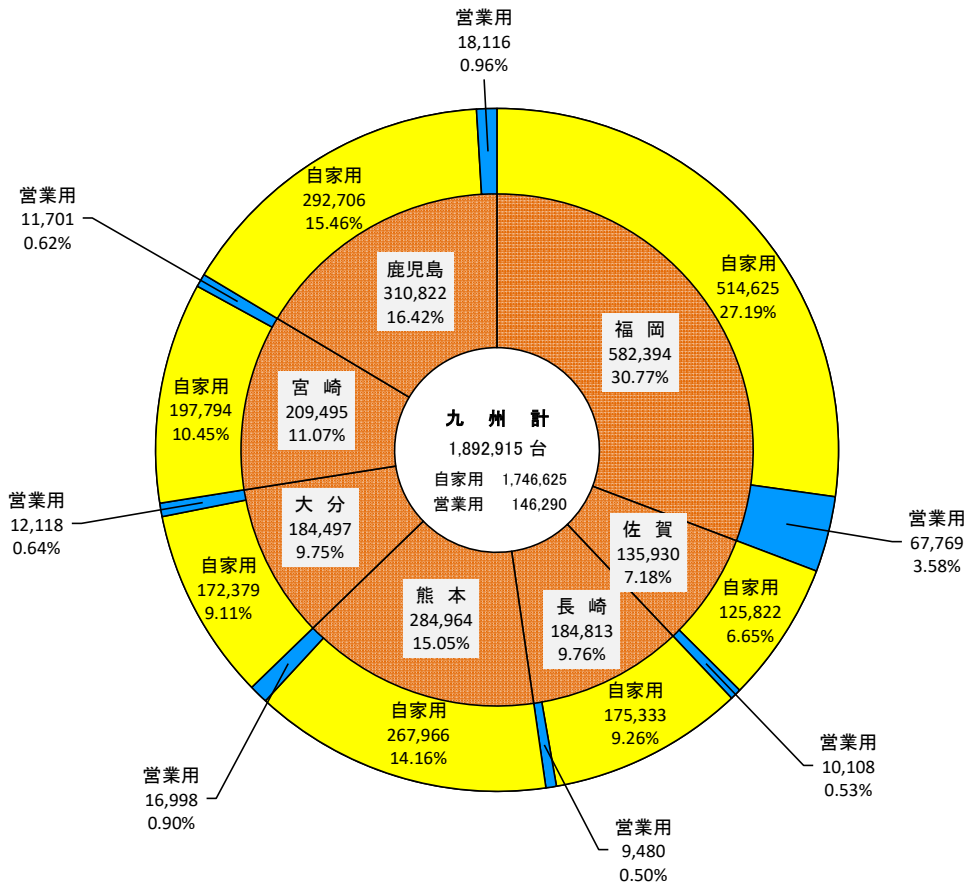 営業用
18,116
0.96%
自家用
292,706
15.46%
営業用
11,701
0.62%
自家用
514,625
27.19%
鹿児島
310,822
16.42%
福 岡
582,394
30.77%
宮 崎
209,495
11.07%
自家用
197,794
10.45%
九 州 計
1,892,915 台
自家用 1,746,625
営業用 146,290
大 分
184,497
9.75%
営業用
12,118
0.64%
佐 賀
135,930
7.18%
営業用
67,769
3.58%
自家用
172,379
9.11%
熊 本
284,964
15.05%
長 崎
184,813
9.76%
自家用
125,822
6.65%
自家用
267,966
14.16%
自家用
175,333
9.26%
営業用
16,998
0.90%
営業用
10,108
0.53%
営業用
9,480
0.50%